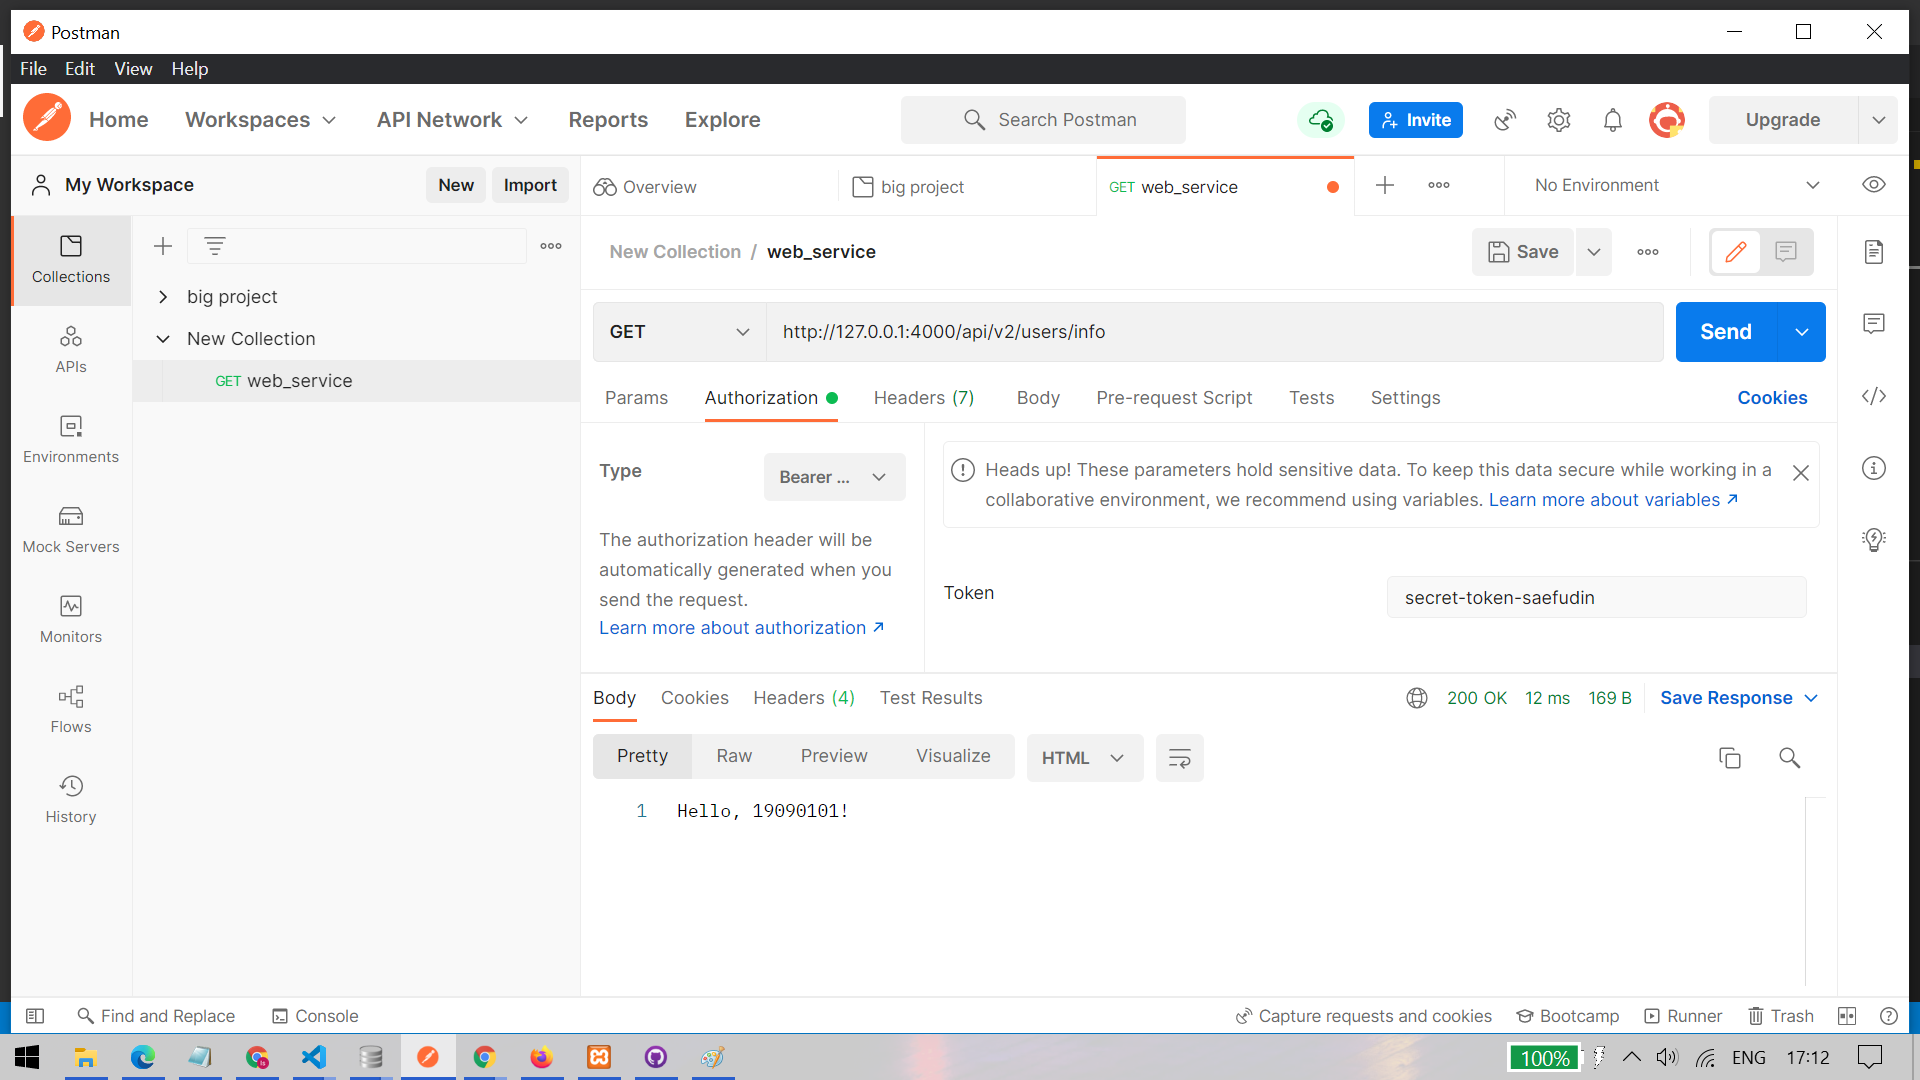 Postman
File Edit View Help
Home Workspaces API Network Reports Explore Search Postman Invite Upgrade
My Workspace New Import Overview big project GET web_service No Environment
Collections
APIs
Environments
Mock Servers
Monitors
Flows
History
big project
New Collection
GET web_service
New Collection / web_service Save
GET http://127.0.0.1:4000/api/v2/users/info Send
Params Authorization Headers (7) Body Pre-request Script Tests Settings Cookies
Type Bearer ...
The authorization header will be
automatically generated when you
send the request.
Learn more about authorization
Heads up! These parameters hold sensitive data. To keep this data secure while working in a
collaborative environment, we recommend using variables. Learn more about variables
Token secret-token-saefudin
Body Cookies Headers (4) Test Results 200 OK 12 ms 169 B Save Response
Pretty Raw Preview Visualize HTML
1 Hello, 19090101!
Find and Replace Console Capture requests and cookies Bootcamp Runner Trash
100% ENG 17:12